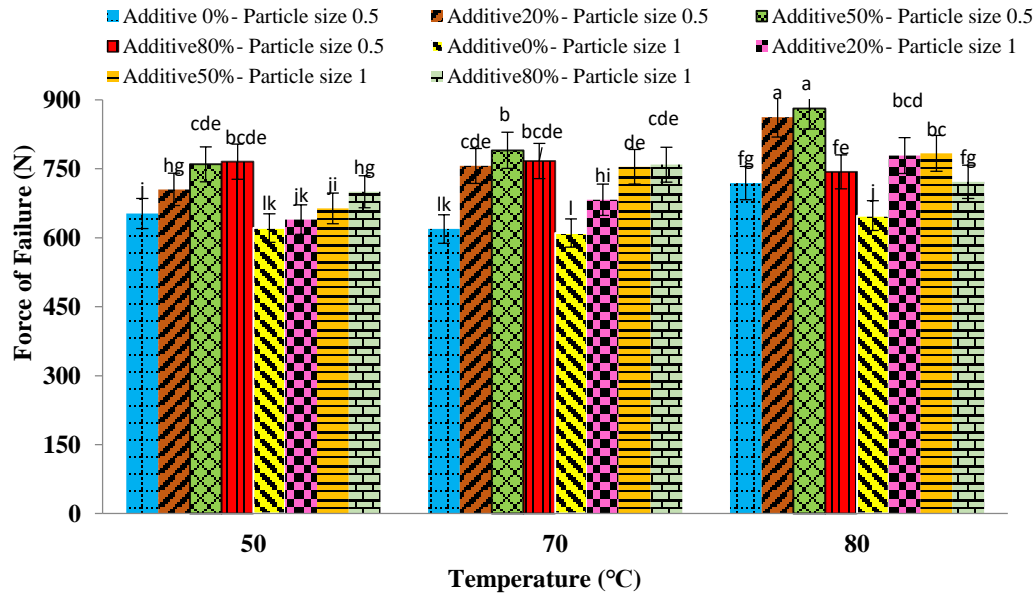 Additive 0%- Particle size 0.5 Additive20%- Particle size 0.5 Additive50%- Particle size 0.5
Additive80%- Particle size 0.5 Additive0%- Particle size 1 Additive20%- Particle size 1
Additive50%- Particle size 1 Additive80%- Particle size 1
900
750
600
450
300
150
0
Force of Failure (N)
j hg cde bcde lk jk ji hg
lk cde b bcde l hi de cde
fg a a fe j bcd bc fg
50 70 80
Temperature (°C)